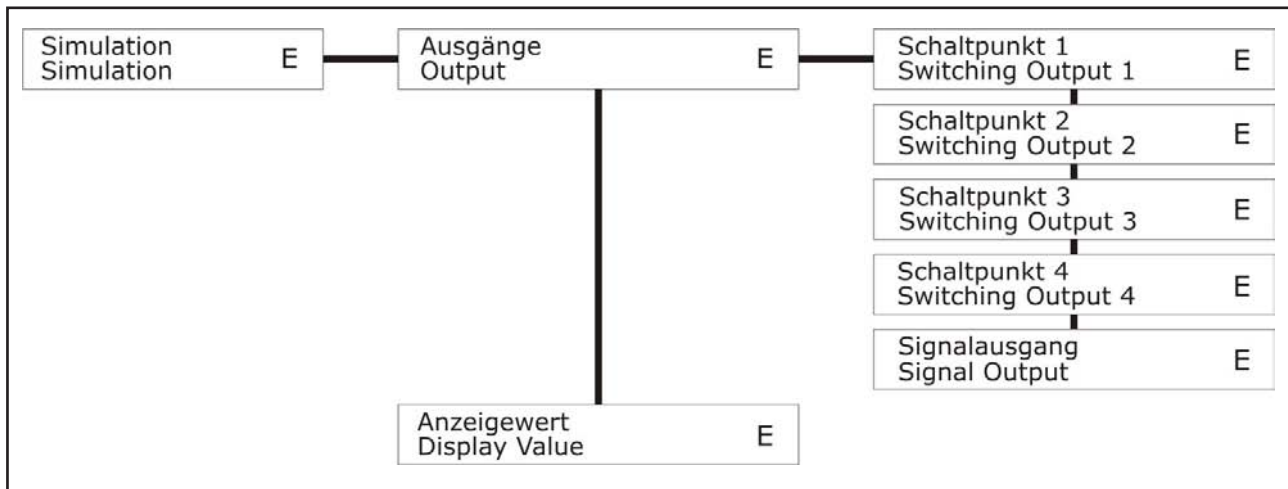 Simulation
Simulation
E
Ausgänge
Output
E
Schaltpunkt 1
Switching Output 1
E
Schaltpunkt 2
Switching Output 2
E
Schaltpunkt 3
Switching Output 3
E
Schaltpunkt 4
Switching Output 4
E
Signalausgang
Signal Output
E
Anzeigewert
Display Value
E